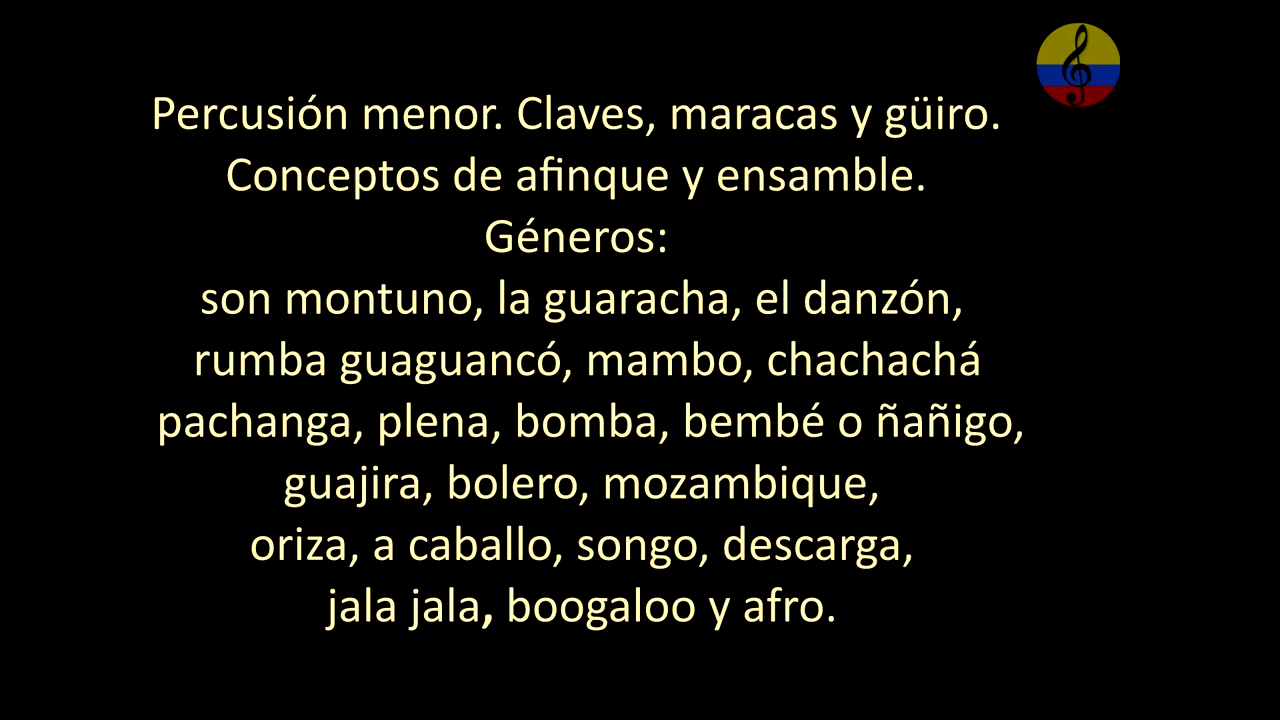 Percusión menor. Claves, maracas y güiro.
Conceptos de afinque y ensamble.
Géneros:
son montuno, la guaracha, el danzón,
rumba guaguancó, mambo, chachachá
pachanga, plena, bomba, bembé o ñañigo,
guajira, bolero, mozambique,
oriza, a caballo, songo, descarga,
jala jala, boogaloo y afro.